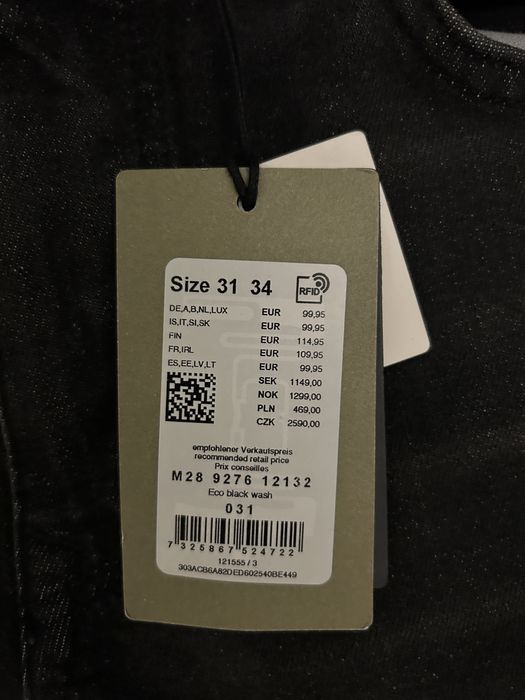 Size 31 34
RFID
DE,A,B,NL,LUX EUR 99,95
IS,IT,SI,SK EUR 99,95
FIN EUR 114,95
FR,IRL EUR 109,95
ES,EE,LV,LT EUR 99,95
SEK 1149,00
NOK 1299,00
PLN 469,00
CZK 2590,00
empfohlener Verkaufspreis
recommended retail price
Prix conseilles
M28 9276 12132
Eco black wash
031
7 325867 524722
121555 / 3
303ACB6A82DED602540BE449